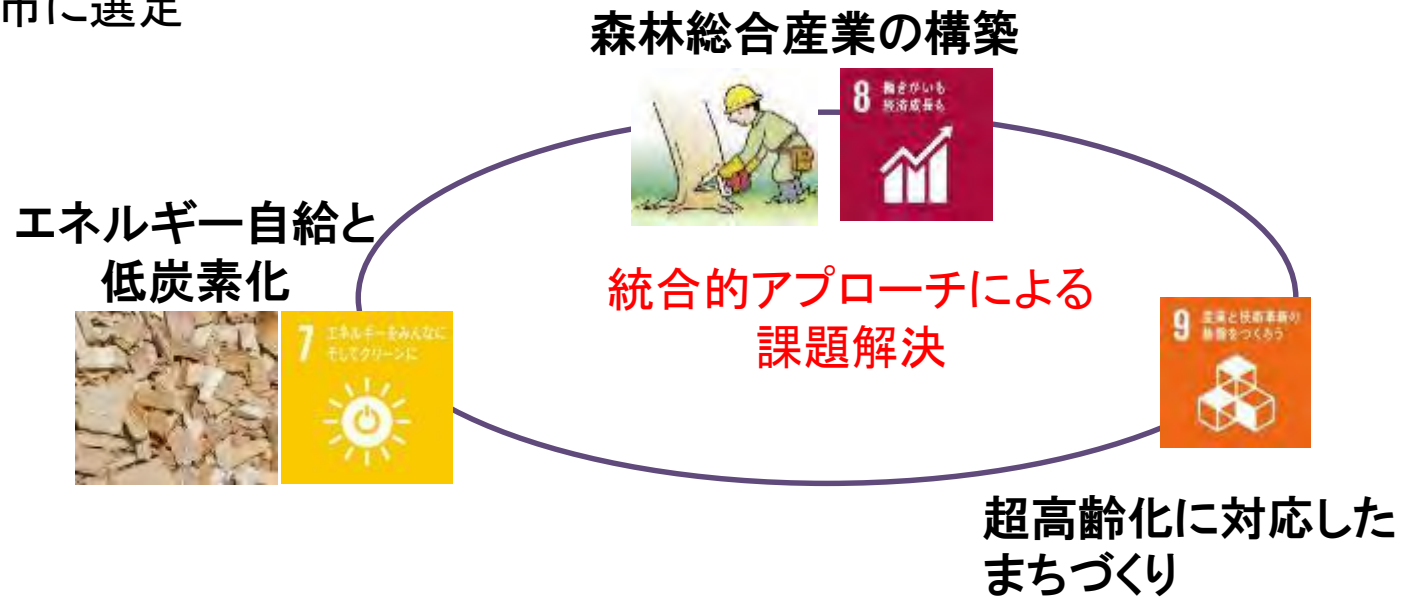 市に選定
森林総合産業の構築
8 働きがいも
経済成長も
エネルギー自給と
低炭素化
統合的アプローチによる
課題解決
7 エネルギーをみんなに
そしてクリーンに
9 産業と技術革新の
基盤をつくろう
超高齢化に対応した
まちづくり